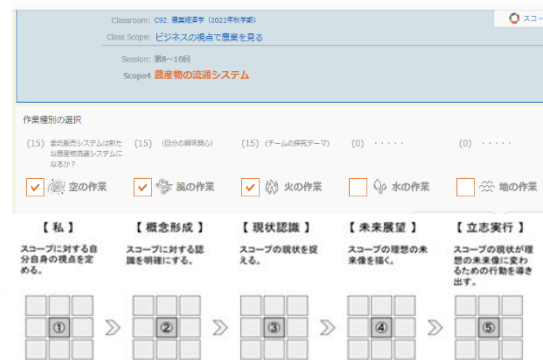 Classroom: C92. 農業経済学（2022年秋学期）
スコー
Class Scope: ビジネスの視点で農業を見る
Session: 第8～10回
Scope4 農産物の流通システム
作業種別の選択
(15) 委託販売システムは新た
な農産物流通システムに
なるか？
(15) （自分の興味関心）
(15) （チームの探究テーマ）
(0) ・・・・・
(0) ・・・・・
空の作業
風の作業
火の作業
水の作業
地の作業
【 私 】
スコープに対する自
分自身の視点を定
める。
①
【 概念形成 】
スコープに対する認
識を明確にする。
②
【 現状認識 】
スコープの現状を捉
える。
③
【 未来展望 】
スコープの理想の未
来像を描く。
④
【 立志実行 】
スコープの現状が理
想の未来像に変わ
るための行動を導き
出す。
⑤